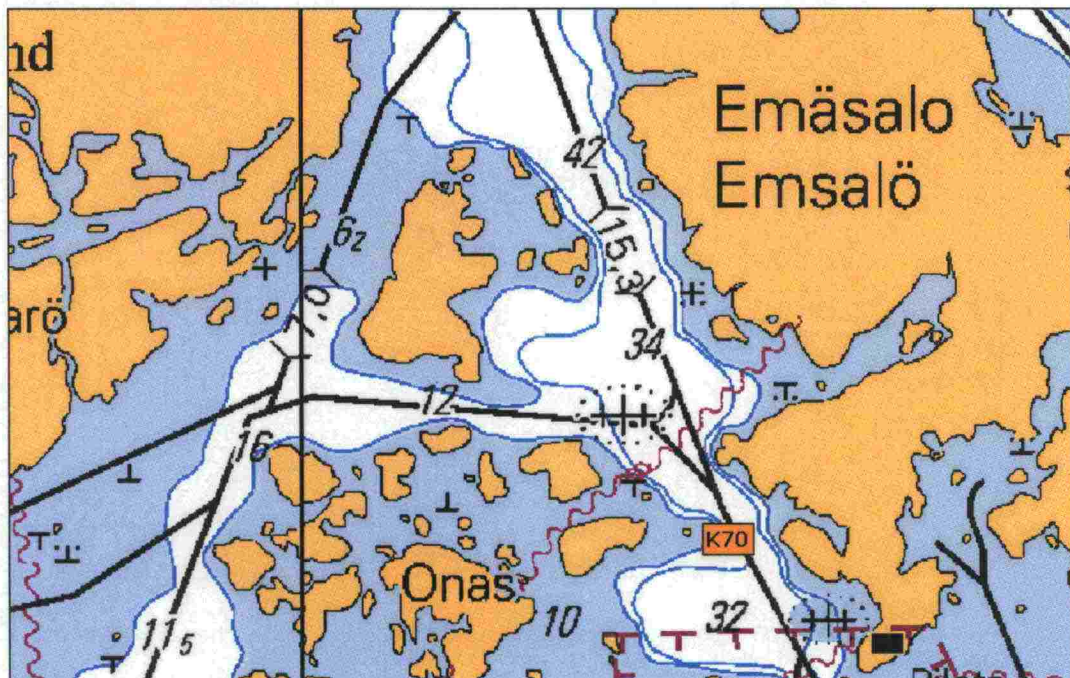 nd
Emäsalo
Emsalö
42
6₂
15,3
arö
7,0
34
12
16
K70
Onas
10
32
11₅